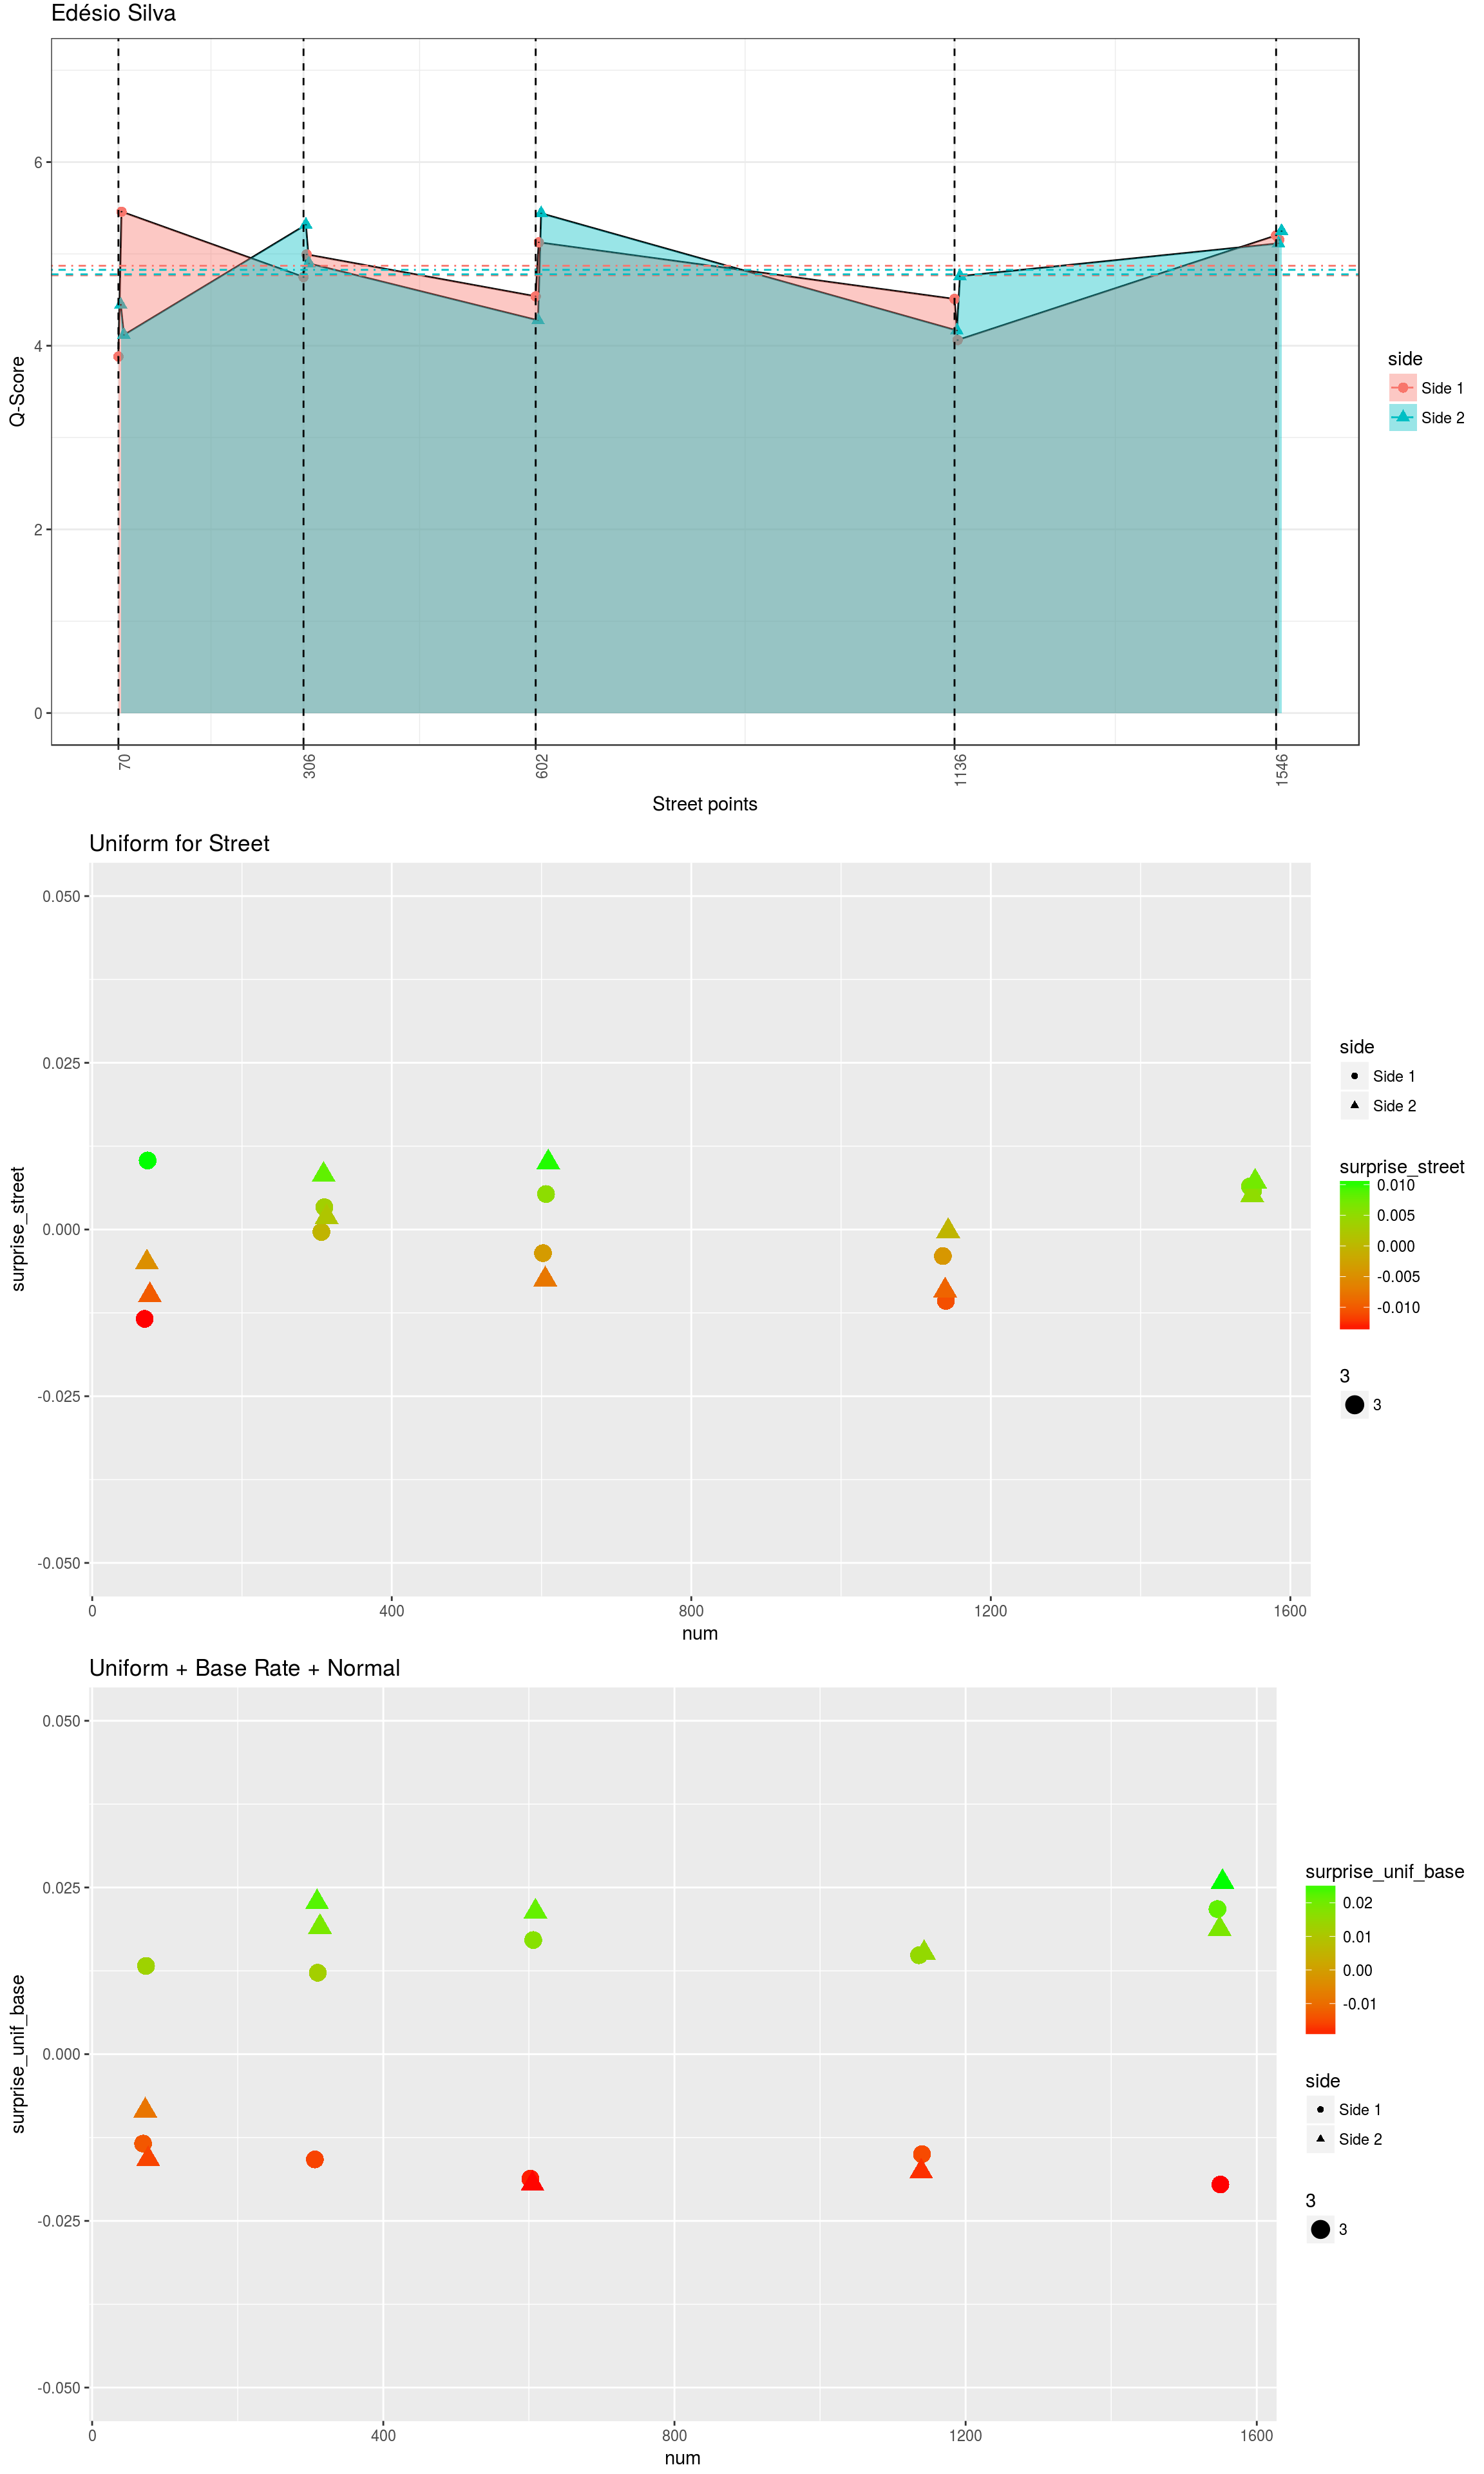 Edésio Silva
6
4
2
0
Q-Score
70
306
602
1136
1546
Street points
side
Side 1
Side 2
Uniform for Street
0.050
0.025
0.000
-0.025
-0.050
surprise_street
0
400
800
1200
1600
num
side
Side 1
Side 2
surprise_street
0.010
0.005
0.000
-0.005
-0.010
3
3
Uniform + Base Rate + Normal
0.050
0.025
0.000
-0.025
-0.050
surprise_unif_base
0
400
800
1200
1600
num
surprise_unif_base
0.02
0.01
0.00
-0.01
side
Side 1
Side 2
3
3